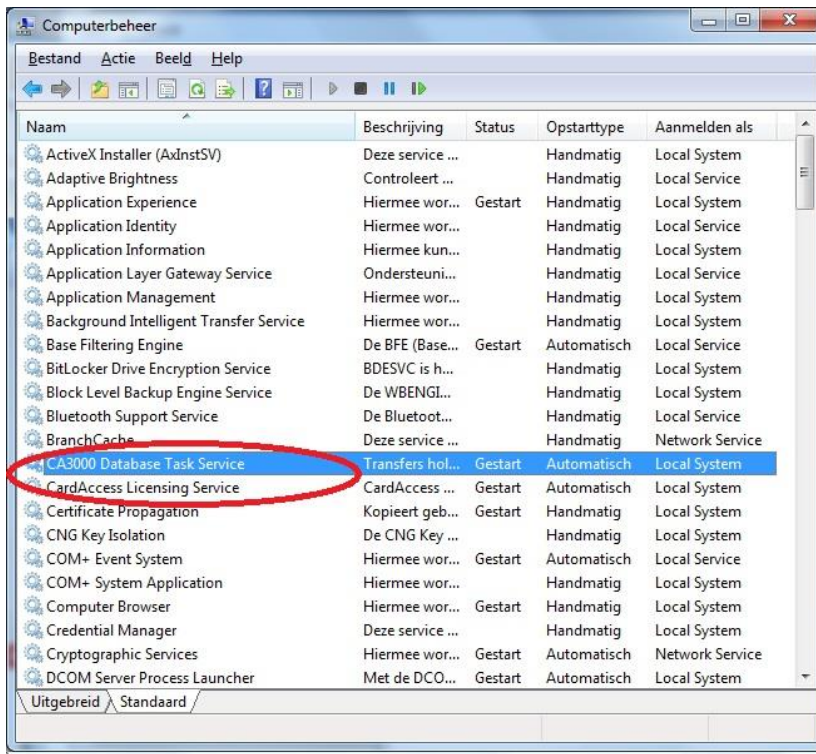 Computerbeheer
Bestand Actie Beeld Help
Naam Beschrijving Status Opstarttype Aanmelden als
ActiveX Installer (AxInstSV) Deze service ... Handmatig Local System
Adaptive Brightness Controleert ... Handmatig Local Service
Application Experience Hiermee wor... Gestart Handmatig Local System
Application Identity Hiermee wor... Handmatig Local Service
Application Information Hiermee kun... Handmatig Local System
Application Layer Gateway Service Ondersteuni... Handmatig Local Service
Application Management Hiermee wor... Handmatig Local System
Background Intelligent Transfer Service Hiermee wor... Handmatig Local System
Base Filtering Engine De BFE (Base... Gestart Automatisch Local Service
BitLocker Drive Encryption Service BDESVC is h... Handmatig Local System
Block Level Backup Engine Service De WBENGI... Handmatig Local System
Bluetooth Support Service De Bluetoot... Handmatig Local Service
BranchCache Deze service ... Handmatig Network Service
CA3000 Database Task Service Transfers hol... Gestart Automatisch Local System
CardAccess Licensing Service CardAccess ... Gestart Automatisch Local System
Certificate Propagation Kopieert geb... Gestart Handmatig Local System
CNG Key Isolation De CNG Key ... Handmatig Local System
COM+ Event System Hiermee wor... Gestart Automatisch Local Service
COM+ System Application Hiermee wor... Handmatig Local System
Computer Browser Hiermee wor... Gestart Handmatig Local System
Credential Manager Deze service ... Handmatig Local System
Cryptographic Services Hiermee wor... Gestart Automatisch Network Service
DCOM Server Process Launcher Met de DCO... Gestart Automatisch Local System
Uitgebreid Standaard